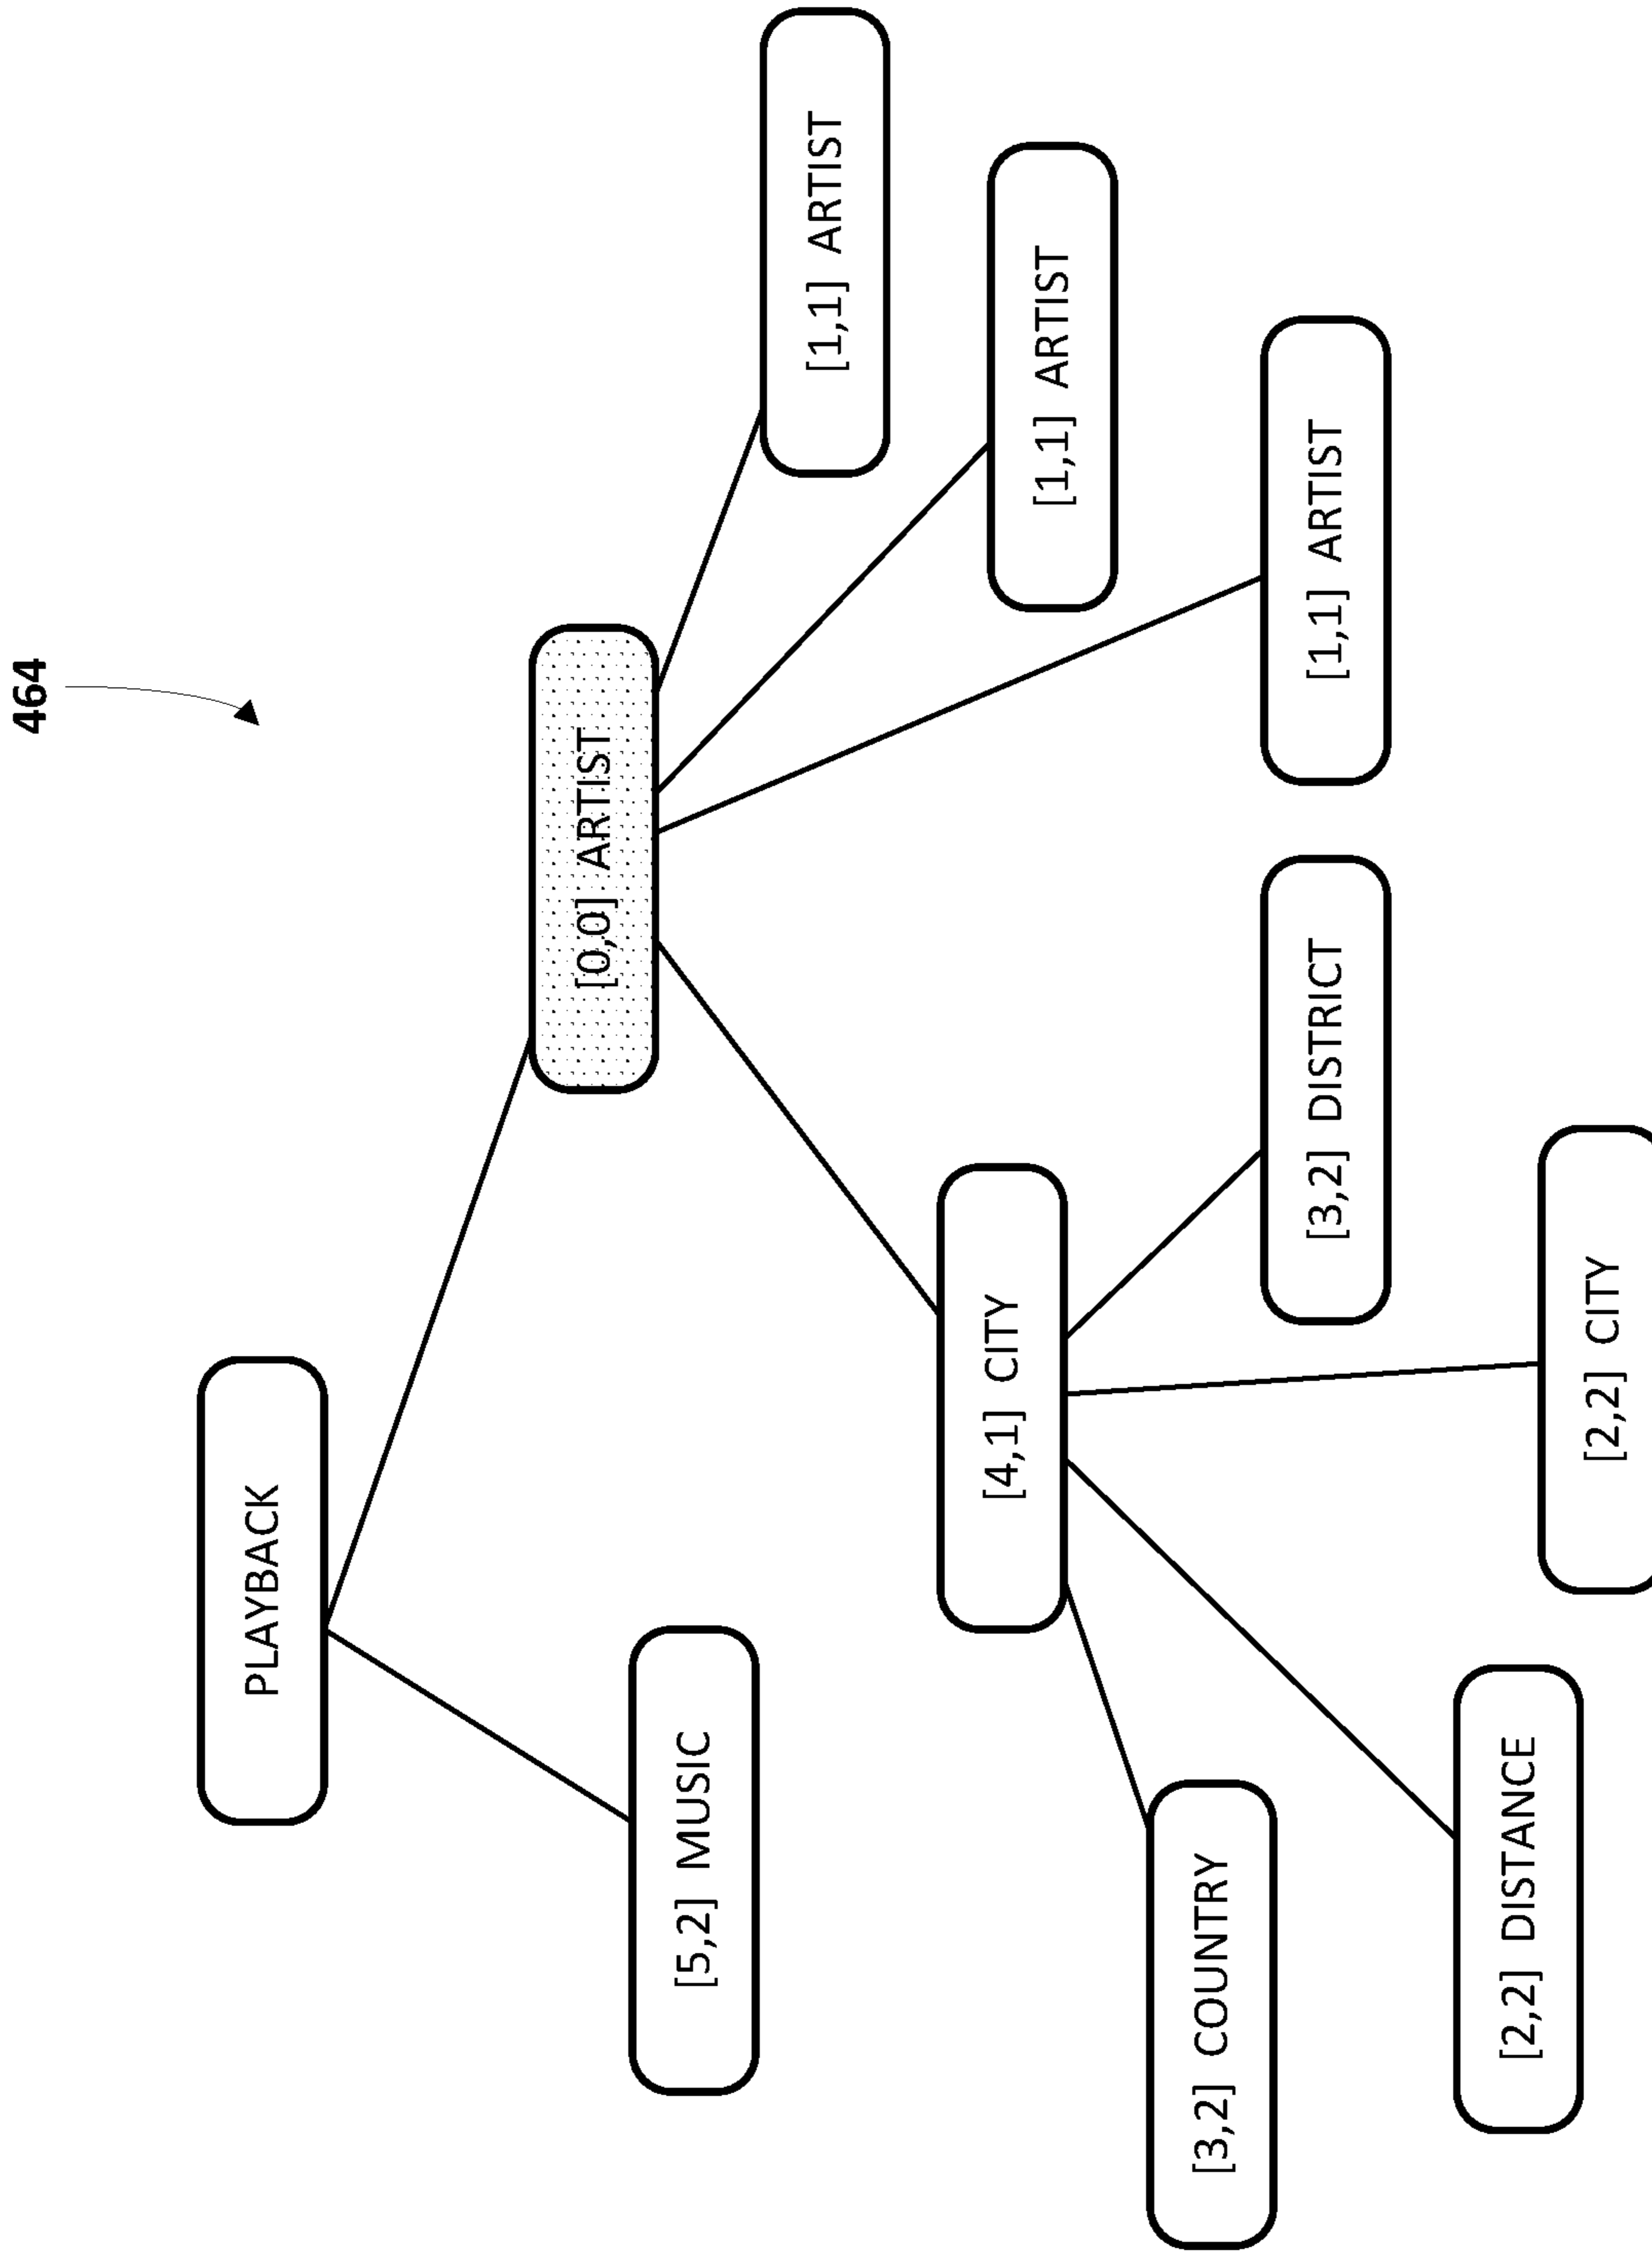 464
PLAYBACK
[0,0] ARTIST
[5,2] MUSIC
[1,1] ARTIST
[4,1] CITY
[1,1] ARTIST
[3,2] COUNTRY
[3,2] DISTRICT
[1,1] ARTIST
[2,2] DISTANCE
[2,2] CITY